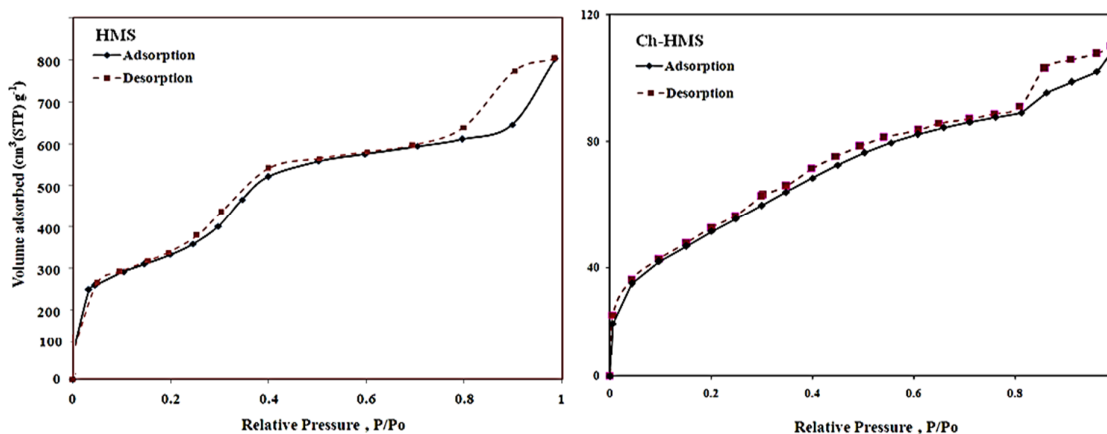 HMS
Adsorption
Desorption
Volume adsorbed (cm³(STP) g⁻¹
800
700
600
500
400
300
200
100
0
0
0.2
0.4
0.6
0.8
1
Relative Pressure , P/Po
Ch-HMS
Adsorption
Desorption
120
80
40
0
0
0.2
0.4
0.6
0.8
Relative Pressure , P/Po